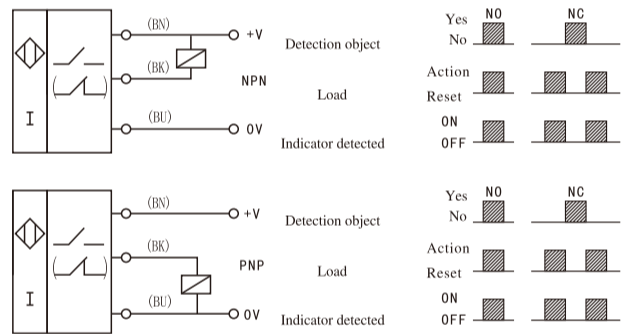 (BN)
+V
(BK)
NPN
I
(BU)
0V
Detection object
Load
Indicator detected
Yes
No
NO
NC
Action
Reset
ON
OFF
(BN)
+V
(BK)
PNP
I
(BU)
0V
Detection object
Load
Indicator detected
Yes
No
NO
NC
Action
Reset
ON
OFF